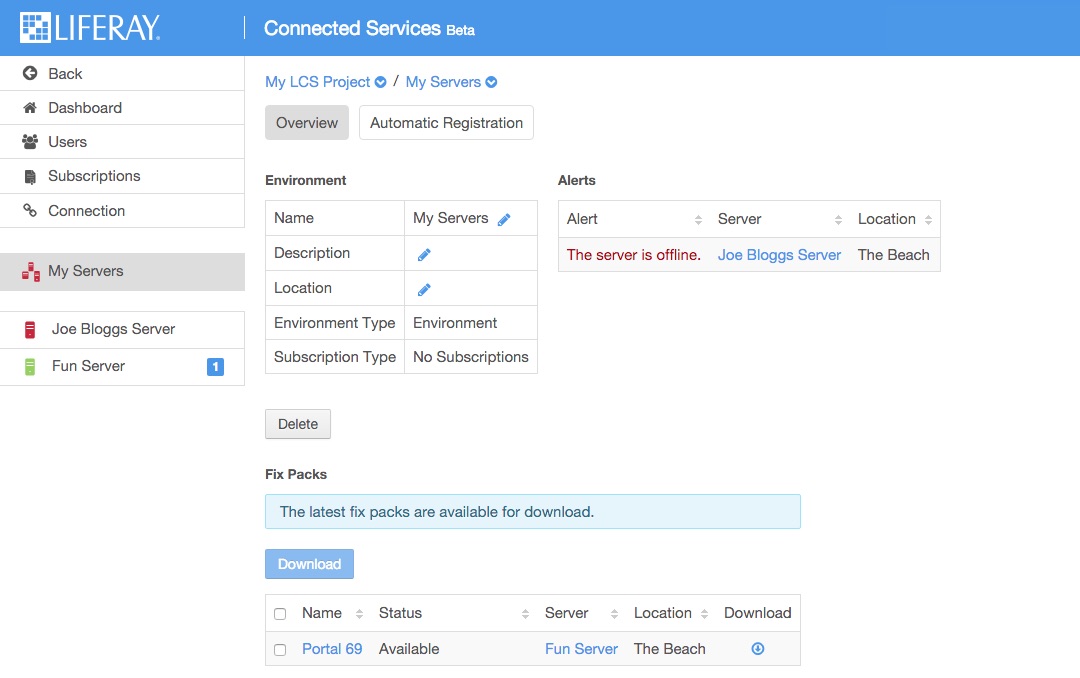 LIFERAY.
Connected Services Beta
Back
Dashboard
Users
Subscriptions
Connection
My Servers
Joe Bloggs Server
Fun Server 1
My LCS Project / My Servers
Overview Automatic Registration
Environment
Name My Servers
Description
Location
Environment Type Environment
Subscription Type No Subscriptions
Alerts
Alert Server Location
The server is offline. Joe Bloggs Server The Beach
Delete
Fix Packs
The latest fix packs are available for download.
Download
Name Status Server Location Download
Portal 69 Available Fun Server The Beach